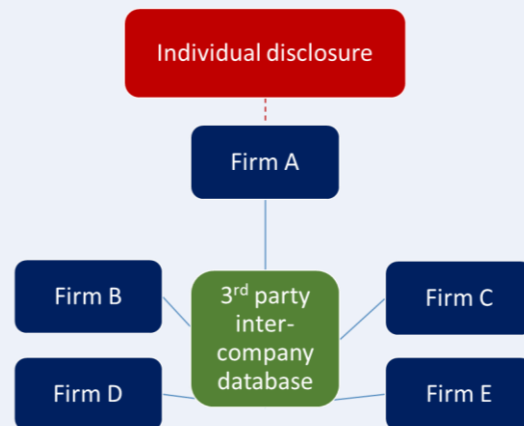 Individual disclosure
Firm A
Firm B
3rd party
inter-
company
database
Firm C
Firm D
Firm E